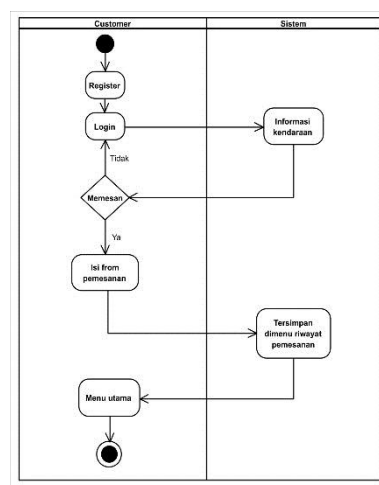 Customer
Sistem
Register
Login
Informasi
kendaraan
Tidak
Memesan
Ya
Isi from
pemesanan
Tersimpan
dimenu riwayat
pemesanan
Menu utama